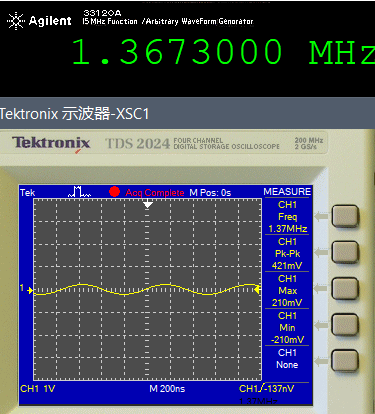 Agilent
33120A
15 MHz Function / Arbitrary Waveform Generator
1.3673000 MHz
Tektronix 示波器-XSC1
Tektronix TDS 2024 FOUR CHANNEL DIGITAL STORAGE OSCILLOSCOPE 200 MHz 2 GS/s
Tek Acq Complete M Pos: 0s MEASURE
CH1
Freq
1.37MHz
CH1
Pk-Pk
421mV
1
CH1
Max
210mV
CH1
Min
-210mV
CH1
None
CH1 1V M 200ns CH1/-137mV